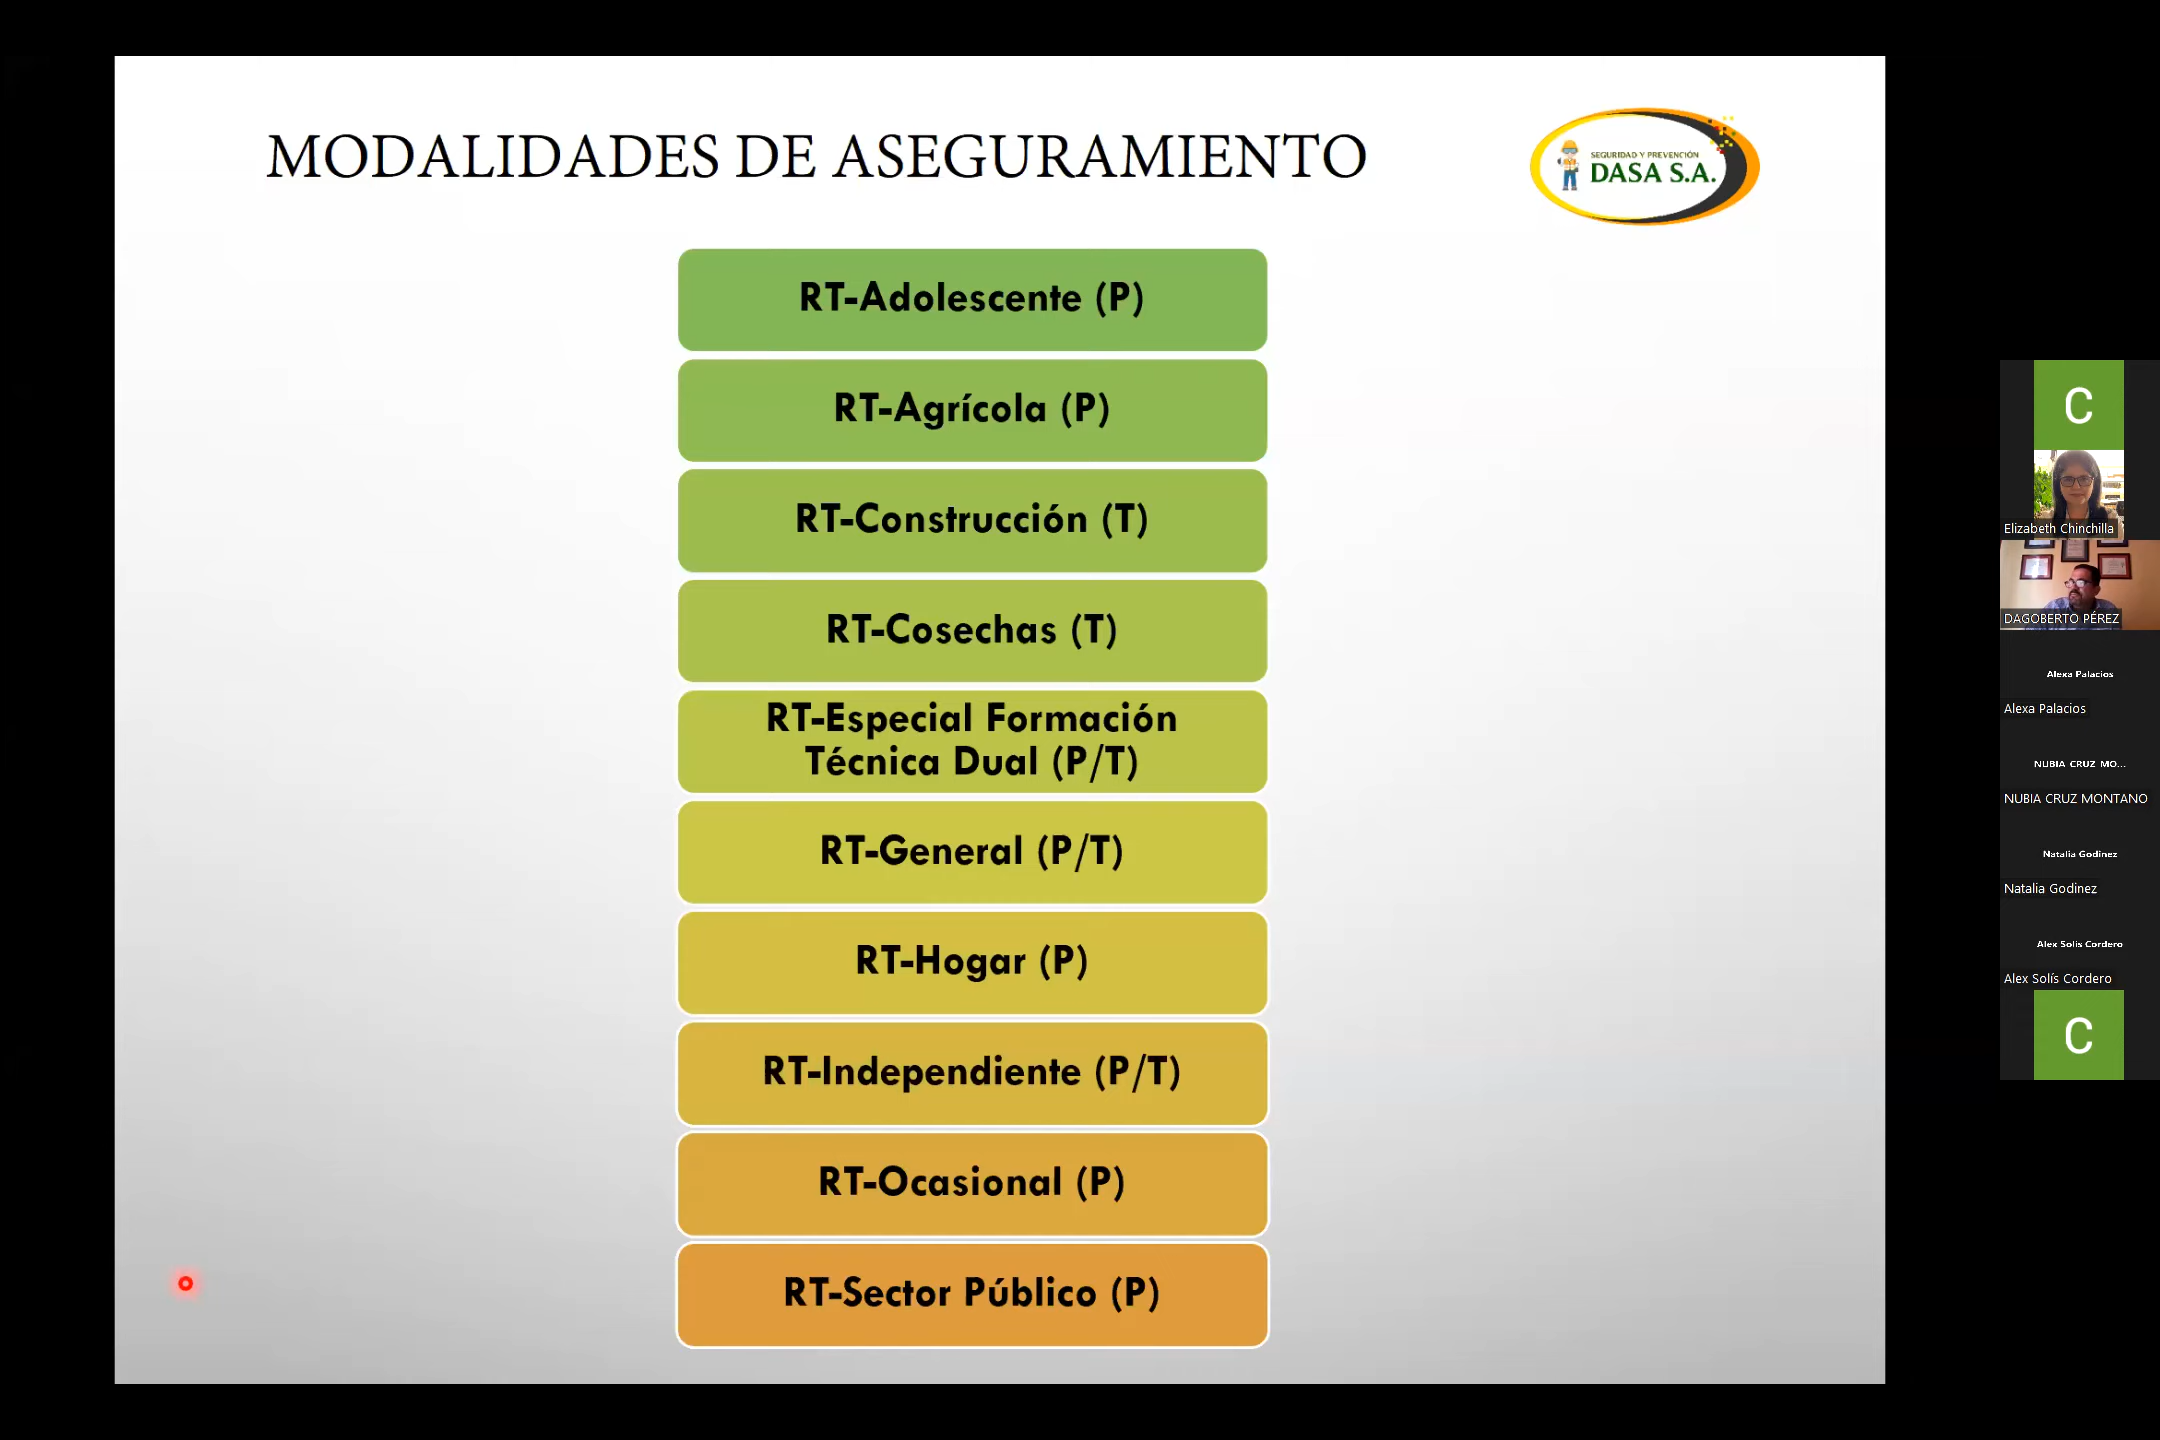 MODALIDADES DE ASEGURAMIENTO
SEGURIDAD Y PREVENCIÓN
DASA S.A.
RT-Adolescente (P)
RT-Agrícola (P)
RT-Construcción (T)
RT-Cosechas (T)
RT-Especial Formación
Técnica Dual (P/T)
RT-General (P/T)
RT-Hogar (P)
RT-Independiente (P/T)
RT-Ocasional (P)
RT-Sector Público (P)
C
Elizabeth Chinchilla
DAGOBERTO PÉREZ
Alexa Palacios
Alexa Palacios
NUBIA CRUZ MO...
NUBIA CRUZ MONTANO
Natalia Godinez
Natalia Godinez
Alex Solís Cordero
Alex Solís Cordero
C